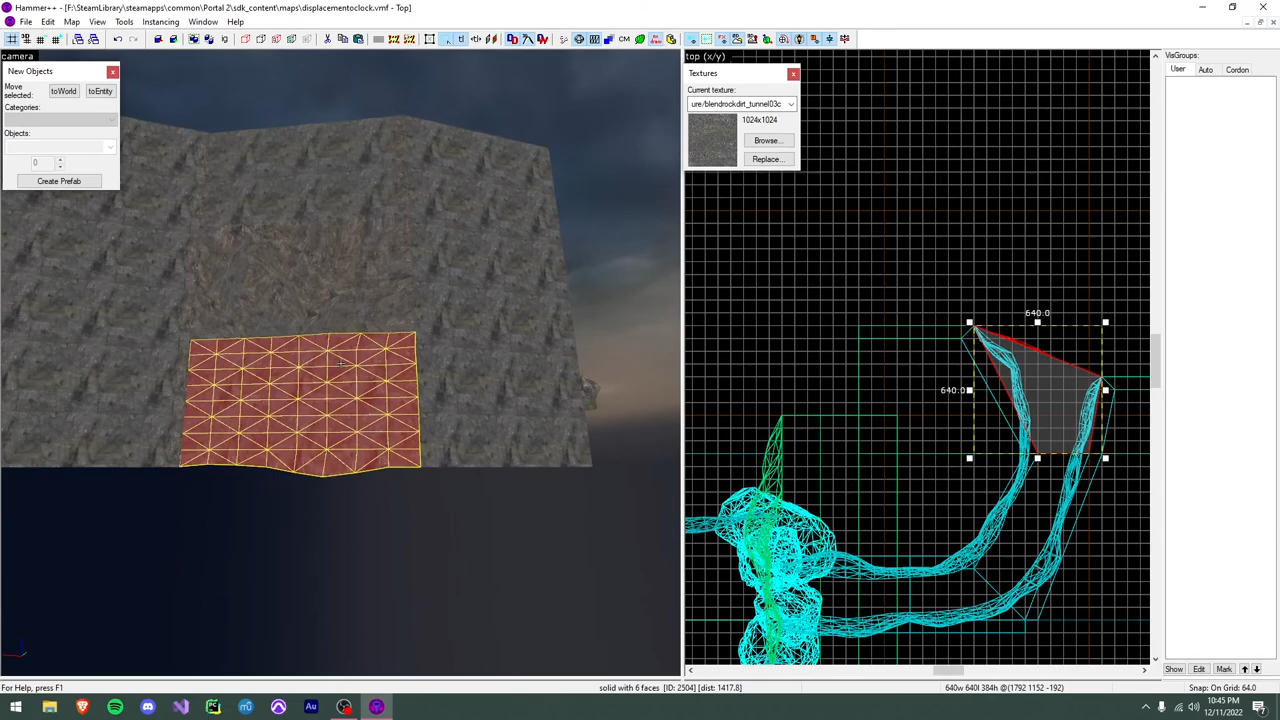 Hammer++ - [F:\SteamLibrary\steamapps\common\Portal 2\sdk_content\maps\displacementoclock.vmf - Top]
File Edit Map View Tools Instancing Window Help
camera
New Objects
Move selected:
toWorld toEntity
Categories:
Objects:
0
Create Prefab
top (x/y)
Textures
Current texture:
ure/blendrockdirt_tunnel03c
1024x1024
Browse...
Replace...
640.0
640.0
VisGroups:
User Auto Cordon
Show Edit Mark
For Help, press F1
solid with 6 faces [ID: 2504] [dist: 1417.8]
640w 640l 384h @(1792 1152 -192)
Snap: On Grid: 64.0
10:45 PM
12/11/2022